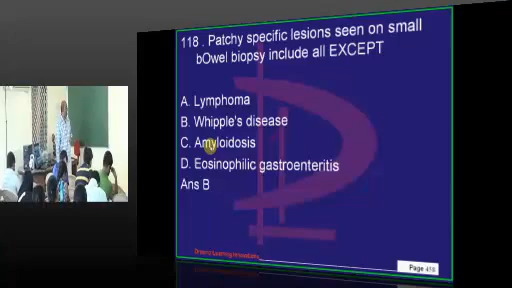 118 . Patchy specific lesions seen on small
bOwel biopsy include all EXCEPT
A. Lymphoma
B. Whipple's disease
C. Amyloidosis
D. Eosinophilic gastroenteritis
Ans B
Page 458